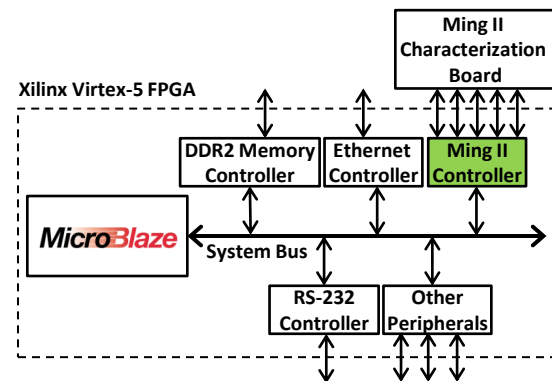 Ming II
Characterization
Board
Xilinx Virtex-5 FPGA
DDR2 Memory
Controller
Ethernet
Controller
Ming II
Controller
MicroBlaze
System Bus
RS-232
Controller
Other
Peripherals